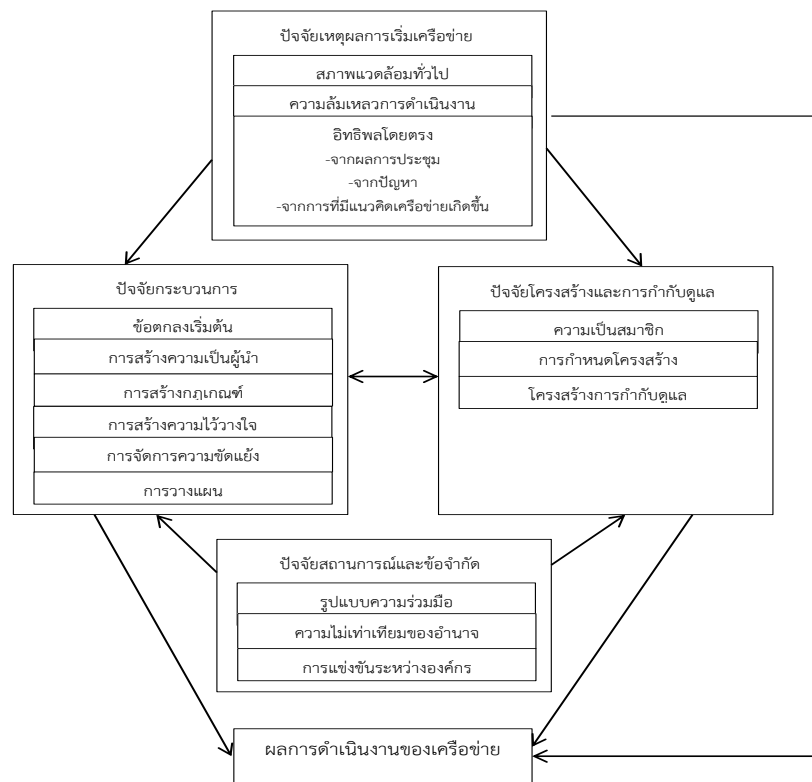 ปัจจัยเหตุผลการเริ่มเครือข่าย
สภาพแวดล้อมทั่วไป
ความล้มเหลวการดำเนินงาน
อิทธิพลโดยตรง
-จากผลการประชุม
-จากปัญหา
-จากการที่มีแนวคิดเครือข่ายเกิดขึ้น
ปัจจัยกระบวนการ
ข้อตกลงเริ่มต้น
การสร้างความเป็นผู้นำ
การสร้างกฎเกณฑ์
การสร้างความไว้วางใจ
การจัดการความขัดแย้ง
การวางแผน
ปัจจัยโครงสร้างและการกำกับดูแล
ความเป็นสมาชิก
การกำหนดโครงสร้าง
โครงสร้างการกำกับดูแล
ปัจจัยสถานการณ์และข้อจำกัด
รูปแบบความร่วมมือ
ความไม่เท่าเทียมของอำนาจ
การแข่งขันระหว่างองค์กร
ผลการดำเนินงานของเครือข่าย